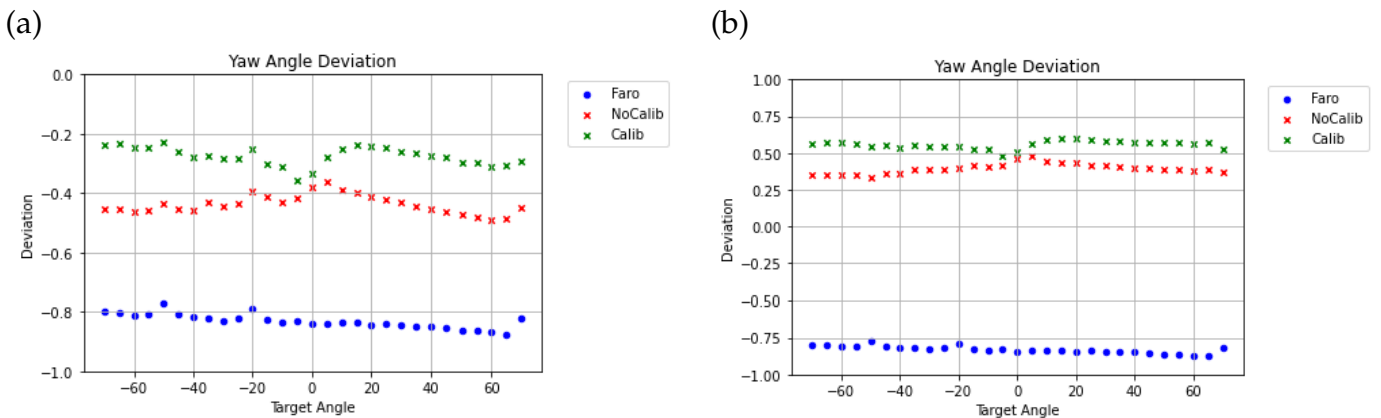 (a)
Yaw Angle Deviation
0.0
−0.2
−0.4
−0.6
−0.8
−1.0
Deviation
−60 −40 −20 0 20 40 60
Target Angle
Faro
NoCalib
Calib
(b)
Yaw Angle Deviation
1.00
0.75
0.50
0.25
0.00
−0.25
−0.50
−0.75
−1.00
Deviation
−60 −40 −20 0 20 40 60
Target Angle
Faro
NoCalib
Calib